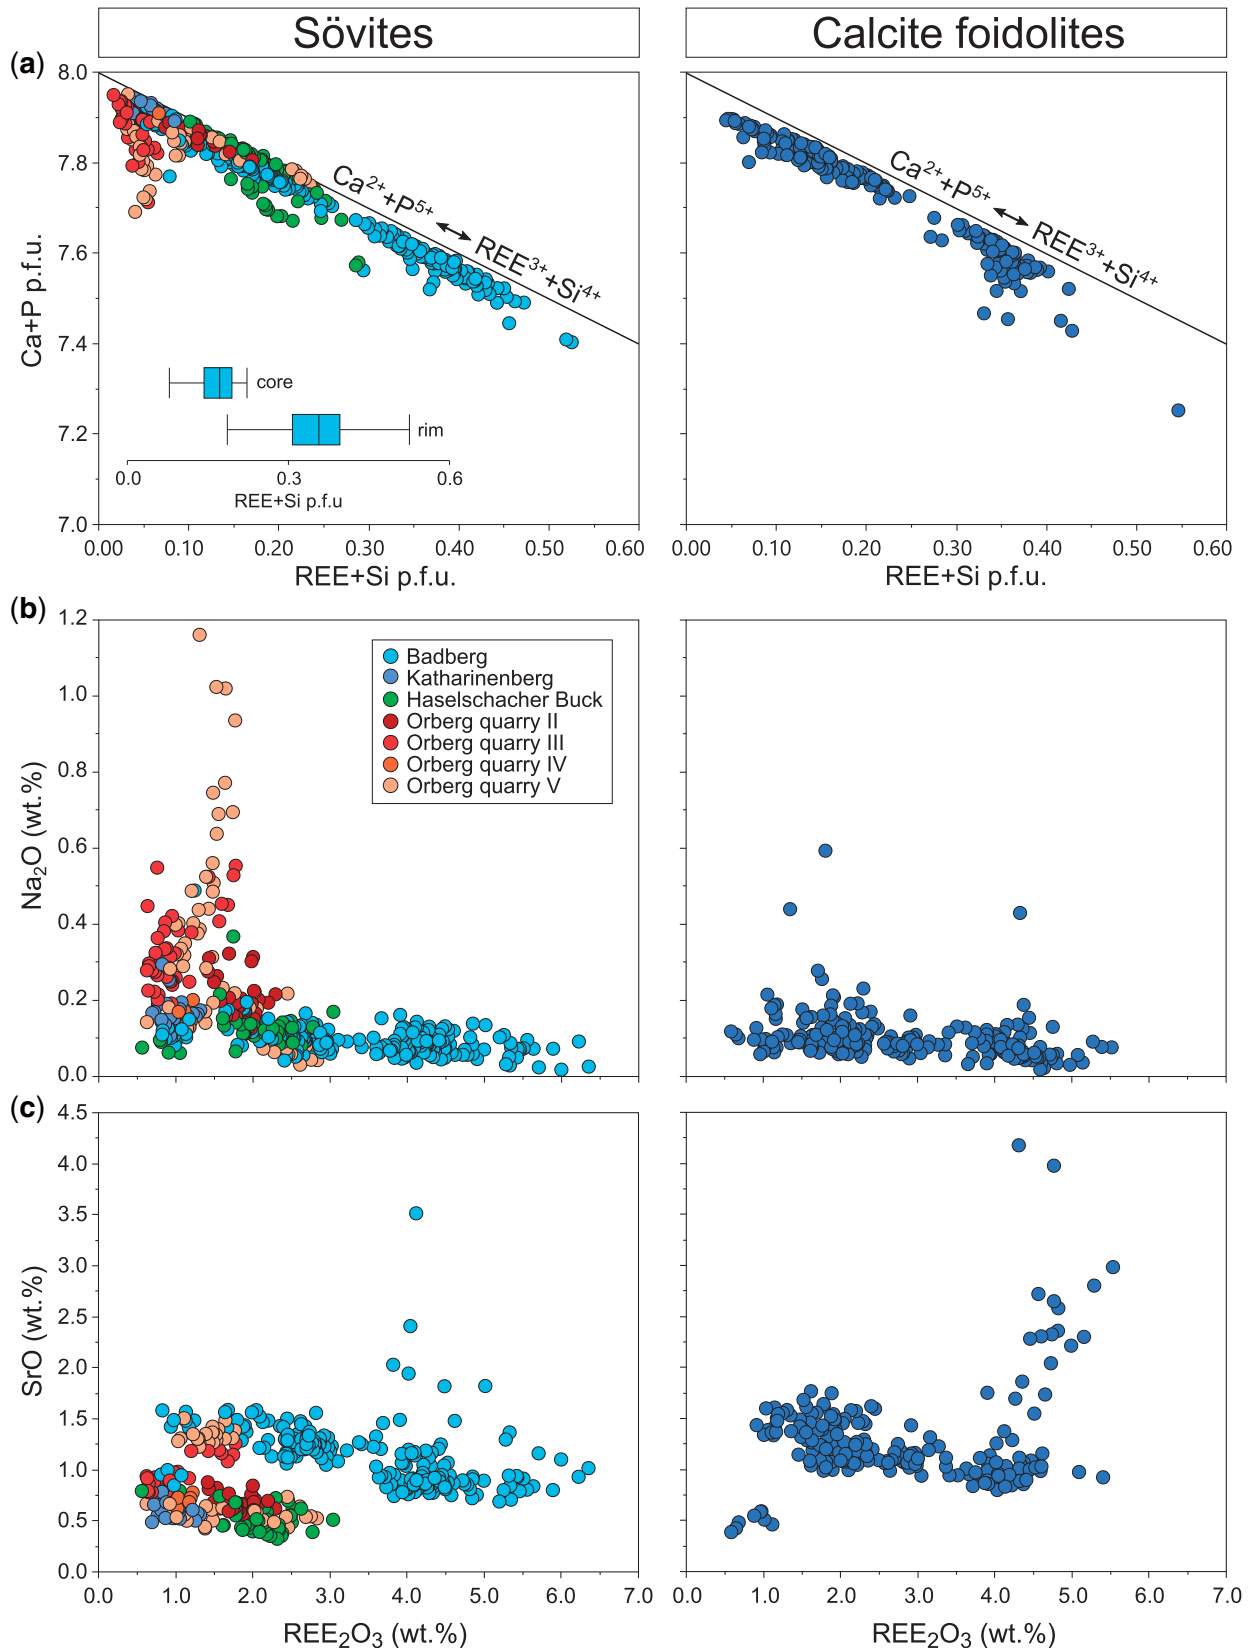 Sövites
Calcite foidolites
(a)
8.0
7.8
7.6
7.4
7.2
7.0
Ca+P p.f.u.
Ca²⁺+P⁵⁺ ↔ REE³⁺+Si⁴⁺
core
rim
0.0 0.3 0.6
REE+Si p.f.u
0.00 0.10 0.20 0.30 0.40 0.50 0.60
REE+Si p.f.u.
Ca²⁺+P⁵⁺ ↔ REE³⁺+Si⁴⁺
0.00 0.10 0.20 0.30 0.40 0.50 0.60
REE+Si p.f.u.
(b)
1.2
1.0
0.8
0.6
0.4
0.2
0.0
Na₂O (wt.%)
Badberg
Katharinenberg
Haselschacher Buck
Orberg quarry II
Orberg quarry III
Orberg quarry IV
Orberg quarry V
(c)
4.5
4.0
3.5
3.0
2.5
2.0
1.5
1.0
0.5
0.0
SrO (wt.%)
0.0 1.0 2.0 3.0 4.0 5.0 6.0 7.0
REE₂O₃ (wt.%)
0.0 1.0 2.0 3.0 4.0 5.0 6.0 7.0
REE₂O₃ (wt.%)